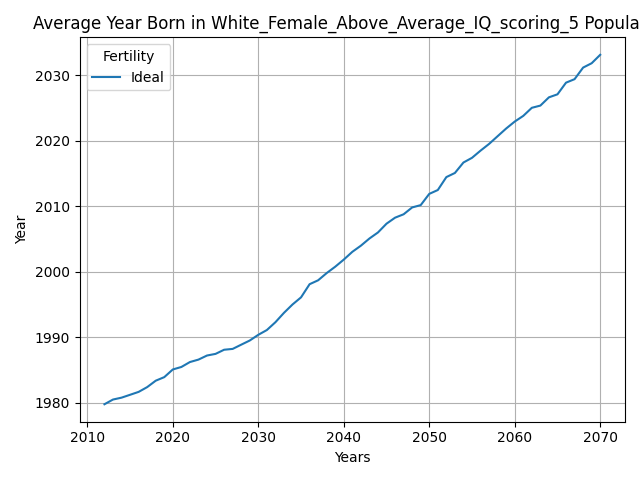 Average Year Born in White_Female_Above_Average_IQ_scoring_5 Popula
Fertility
Ideal
2030
2020
2010
2000
1990
1980
Year
2010 2020 2030 2040 2050 2060 2070
Years